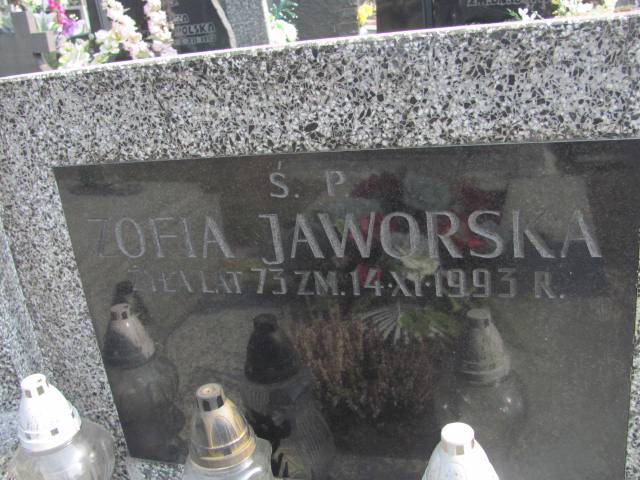 Ś. P.
ZOFIA JAWORSKA
ŻYŁA LAT 73 ZM. 14·XI·1993 R.